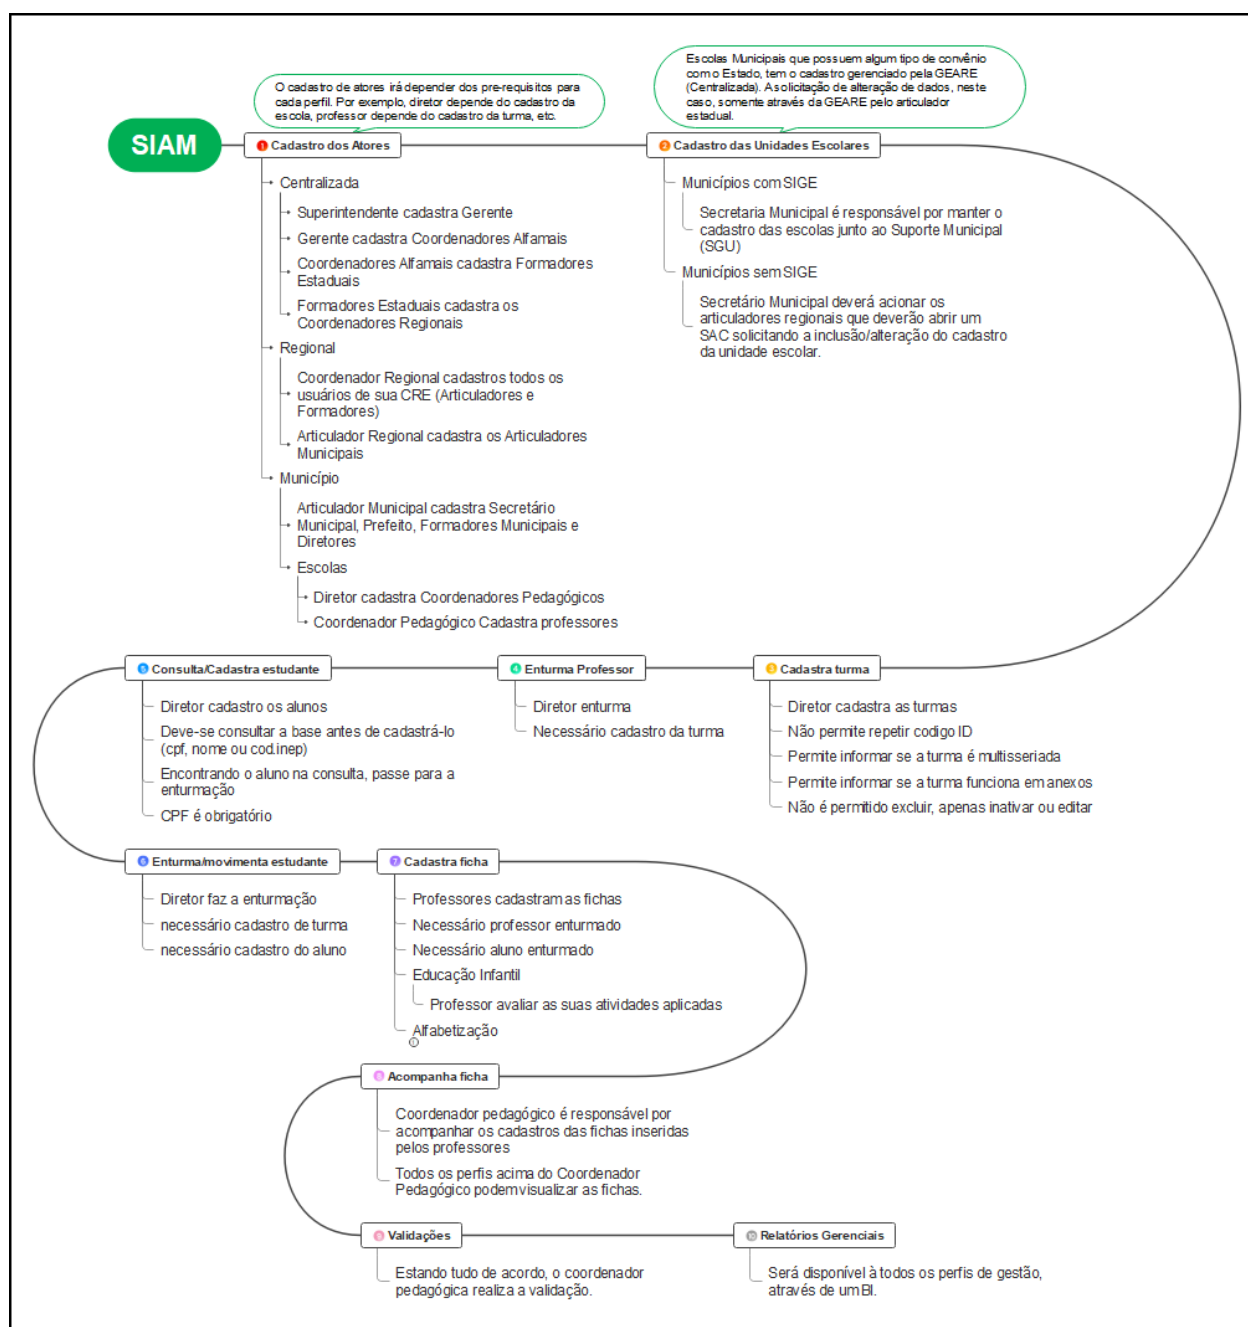 SIAM
O cadastro de atores irá depender dos pre-requisitos para
cada perfil. Por exemplo, diretor depende do cadastro da
escola, professor depende do cadastro da turma, etc.
1 Cadastro dos Atores
Centralizada
Superintendente cadastra Gerente
Gerente cadastra Coordenadores Alfamais
Coordenadores Alfamais cadastra Formadores
Estaduais
Formadores Estaduais cadastra os
Coordenadores Regionais
Regional
Coordenador Regional cadastros todos os
usuários de sua CRE (Articuladores e
Formadores)
Articulador Regional cadastra os Articuladores
Municipais
Município
Articulador Municipal cadastra Secretário
Municipal, Prefeito, Formadores Municipais e
Diretores
Escolas
Diretor cadastra Coordenadores Pedagógicos
Coordenador Pedagógico Cadastra professores
Escolas Municipais que possuem algum tipo de convênio
com o Estado, tem o cadastro gerenciado pela GEARE
(Centralizada). A solicitação de alteração de dados, neste
caso, somente através da GEARE pelo articulador
estadual.
2 Cadastro das Unidades Escolares
Municípios com SIGE
Secretaria Municipal é responsável por manter o
cadastro das escolas junto ao Suporte Municipal
(SGU)
Municípios sem SIGE
Secretário Municipal deverá acionar os
articuladores regionais que deverão abrir um
SAC solicitando a inclusão/alteração do cadastro
da unidade escolar.
3 Cadastra turma
Diretor cadastra as turmas
Não permite repetir codigo ID
Permite informar se a turma é multisseriada
Permite informar se a turma funciona em anexos
Não é permitido excluir, apenas inativar ou editar
4 Enturma Professor
Diretor enturma
Necessário cadastro da turma
5 Consulta/Cadastra estudante
Diretor cadastro os alunos
Deve-se consultar a base antes de cadastrá-lo
(cpf, nome ou cod.inep)
Encontrando o aluno na consulta, passe para a
enturmação
CPF é obrigatório
6 Enturma/movimenta estudante
Diretor faz a enturmação
necessário cadastro de turma
necessário cadastro do aluno
7 Cadastra ficha
Professores cadastram as fichas
Necessário professor enturmado
Necessário aluno enturmado
Educação Infantil
Professor avaliar as suas atividades aplicadas
Alfabetização
8 Acompanha ficha
Coordenador pedagógico é responsável por
acompanhar os cadastros das fichas inseridas
pelos professores
Todos os perfis acima do Coordenador
Pedagógico podem visualizar as fichas.
9 Validações
Estando tudo de acordo, o coordenador
pedagógica realiza a validação.
10 Relatórios Gerenciais
Será disponível à todos os perfis de gestão,
através de um BI.